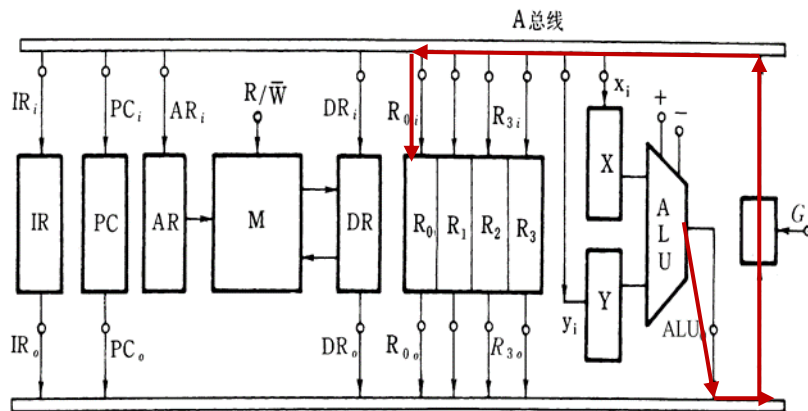 A总线
IRᵢ PCᵢ ARᵢ R/W̅ DRᵢ R₀ᵢ R₃ᵢ xᵢ + −
IR PC AR M DR R₀ R₁ R₂ R₃ X ALU G
Y
yᵢ
IRₒ PCₒ DRₒ R₀ₒ R₃ₒ ALU